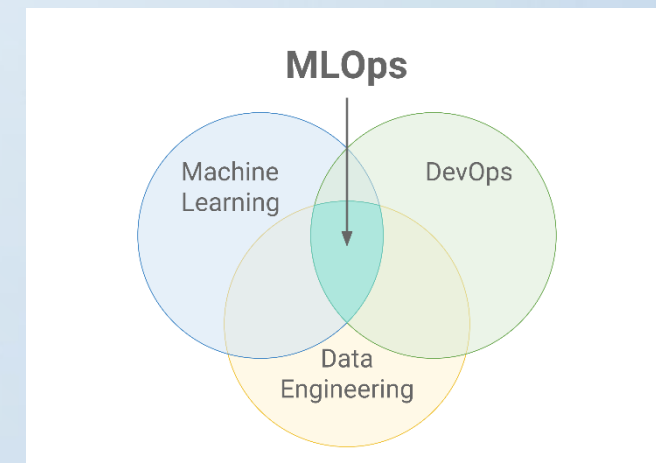 MLOps
Machine
Learning
DevOps
Data
Engineering